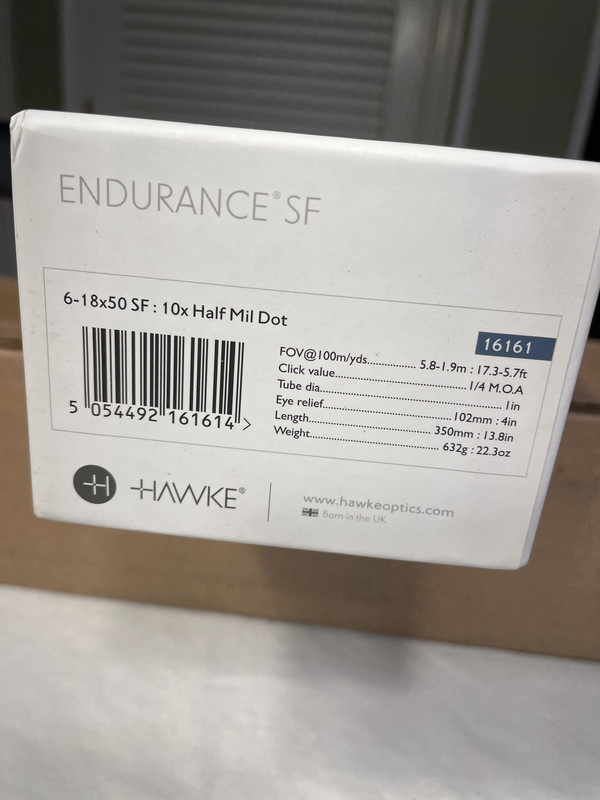 ENDURANCE® SF
6-18x50 SF : 10x Half Mil Dot
16161
FOV@100m/yds............... 5.8-1.9m : 17.3-5.7ft
Click value........................................ 1/4 M.O.A
Tube dia....................................................... 1in
Eye relief...................................... 102mm : 4in
Length..................................... 350mm : 13.8in
Weight...................................... 632g : 22.3oz
5 054492 161614 >
H HAWKE®
www.hawkeoptics.com
Born in the UK